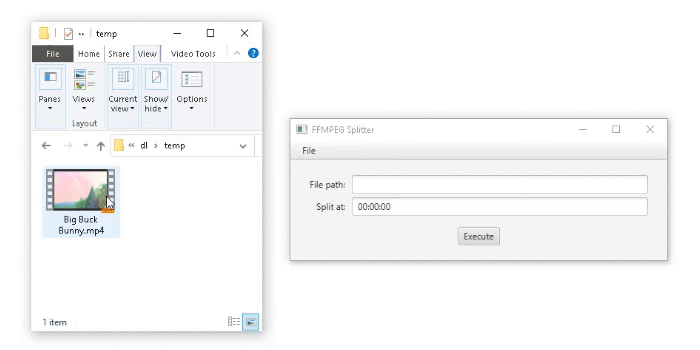 temp
File Home Share View Video Tools
Panes Views Current view Show/ hide Options
Layout
« dl › temp
Big Buck
Bunny.mp4
1 item
FFMPEG Splitter
File
File path:
Split at: 00:00:00
Execute